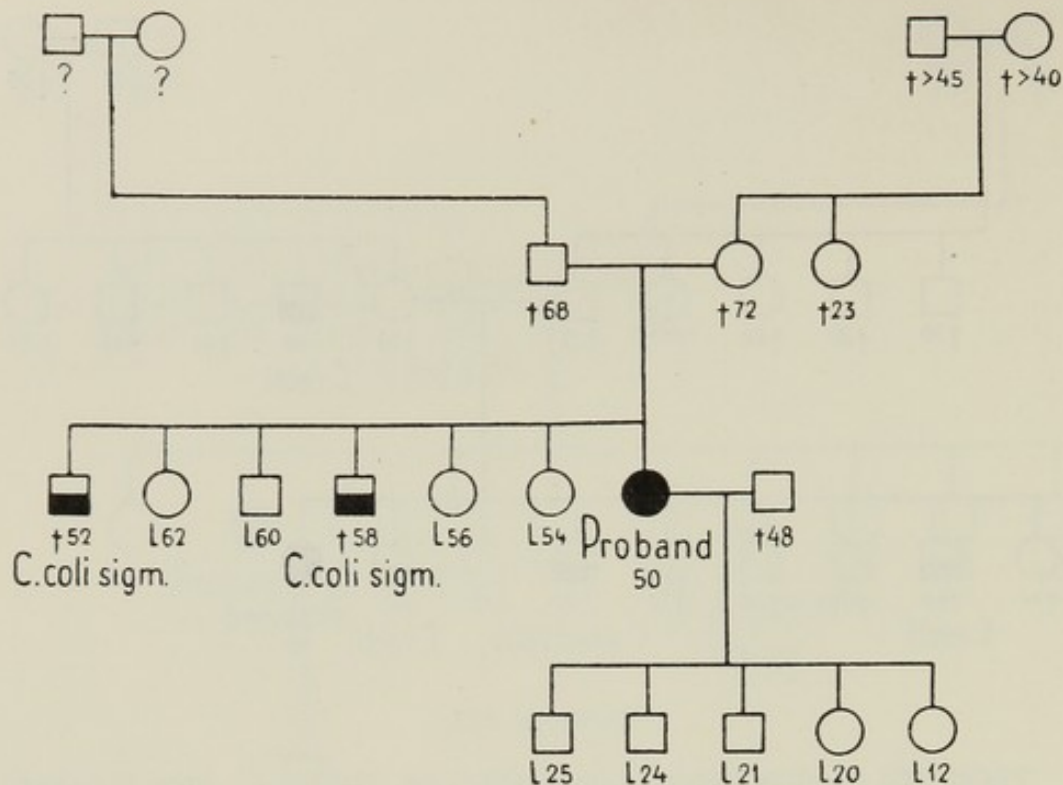 ? ? †>45 †>40
†68 †72 †23
†52 l62 l60 †58 l56 l54 Proband †48
C.coli sigm. C.coli sigm. 50
l25 l24 l21 l20 l12